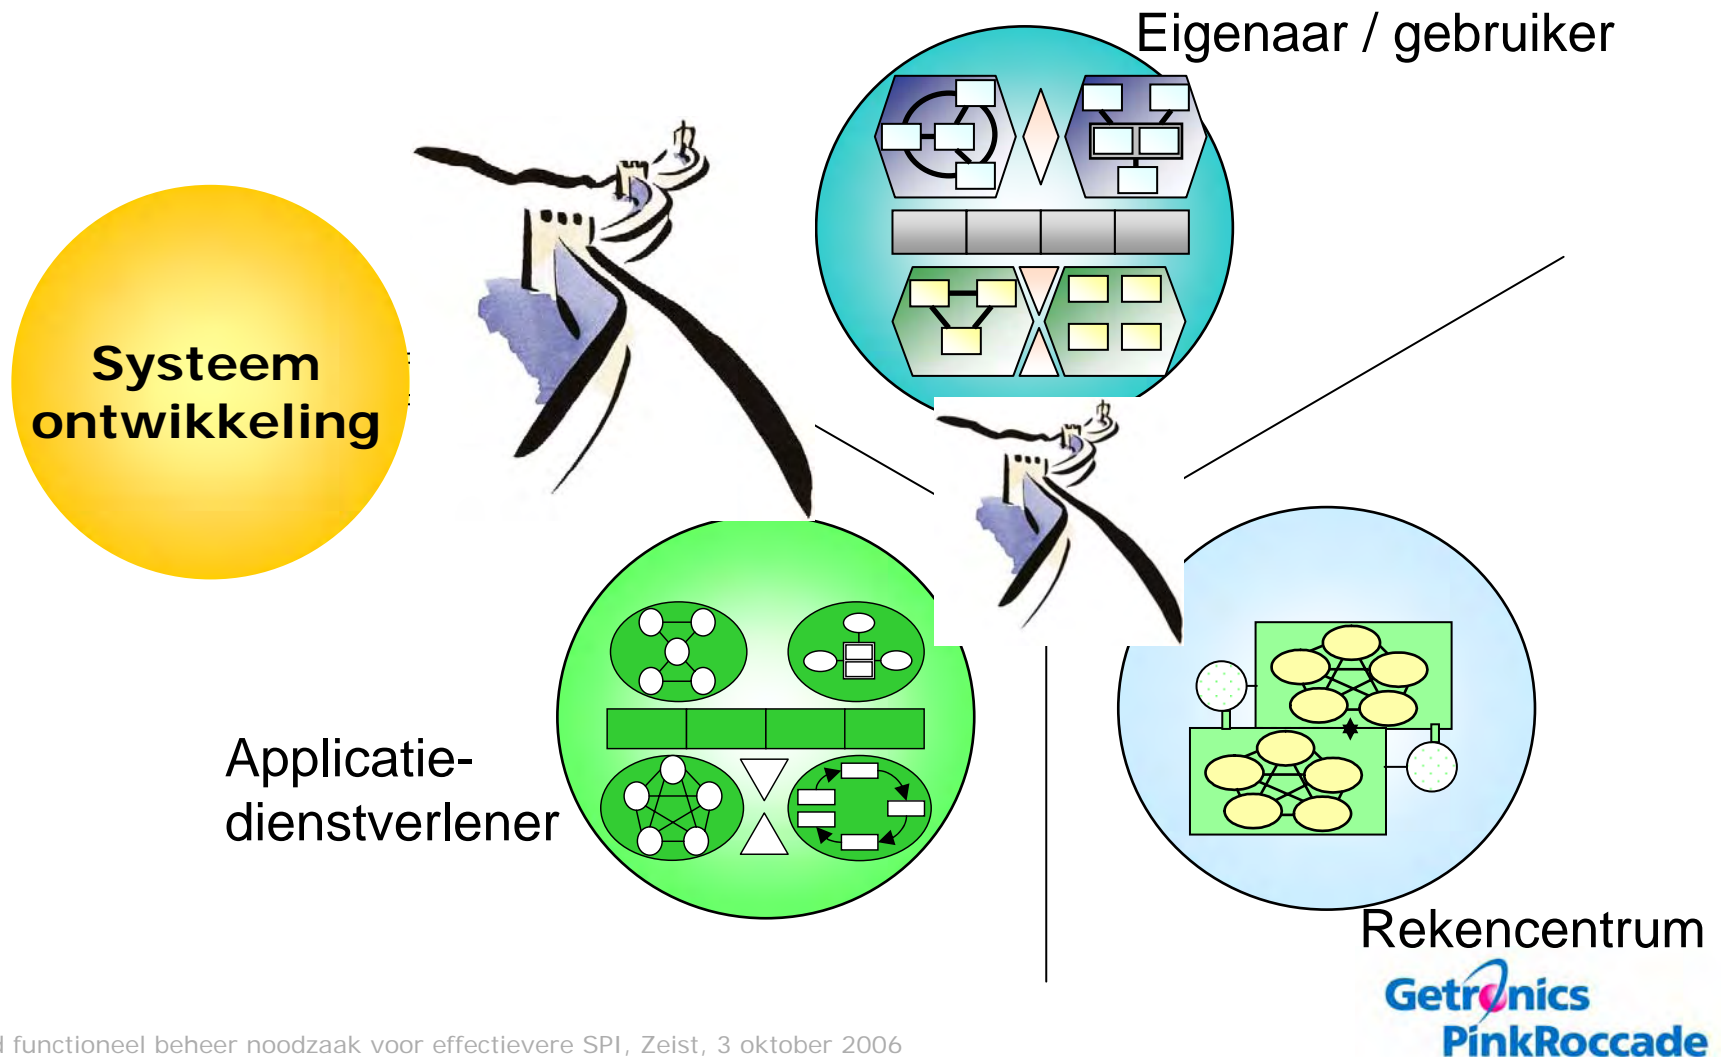 Eigenaar / gebruiker
Systeem
ontwikkeling
Applicatie-
dienstverlener
Rekencentrum
Getronics
PinkRoccade
functioneel beheer noodzaak voor effectievere SPI, Zeist, 3 oktober 2006